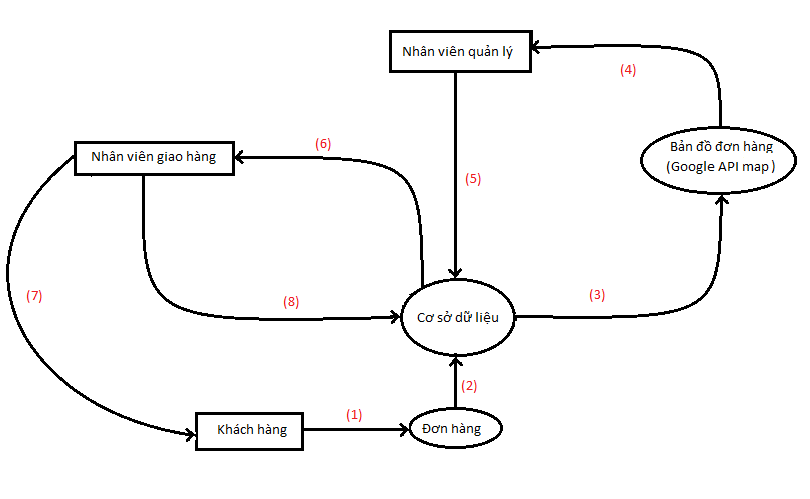 Nhân viên quản lý
(4)
Bản đồ đơn hàng
(Google API map)
(6)
Nhân viên giao hàng
(5)
(7)
(8)
(3)
Cơ sở dữ liệu
(2)
(1)
Khách hàng
Đơn hàng